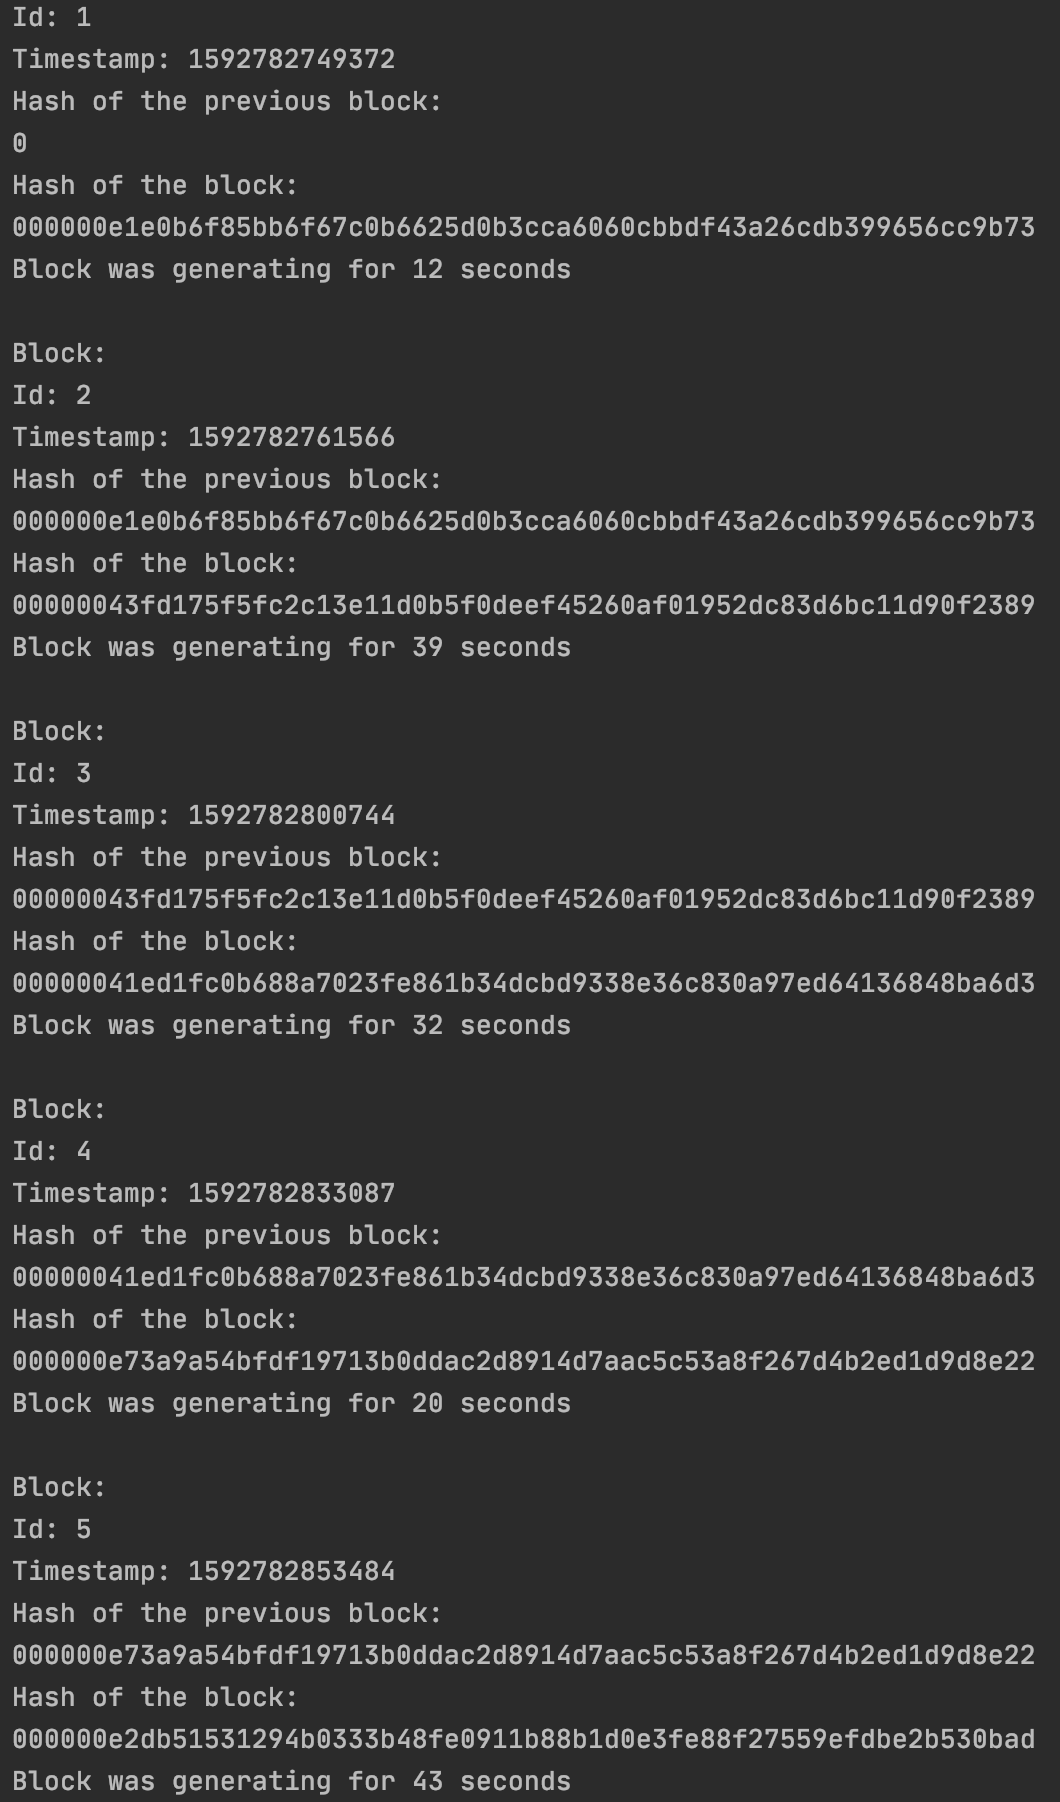 Id: 1
Timestamp: 1592782749372
Hash of the previous block:
0
Hash of the block:
000000e1e0b6f85bb6f67c0b6625d0b3cca6060cbbdf43a26cdb399656cc9b73
Block was generating for 12 seconds
Block:
Id: 2
Timestamp: 1592782761566
Hash of the previous block:
000000e1e0b6f85bb6f67c0b6625d0b3cca6060cbbdf43a26cdb399656cc9b73
Hash of the block:
00000043fd175f5fc2c13e11d0b5f0deef45260af01952dc83d6bc11d90f2389
Block was generating for 39 seconds
Block:
Id: 3
Timestamp: 1592782800744
Hash of the previous block:
00000043fd175f5fc2c13e11d0b5f0deef45260af01952dc83d6bc11d90f2389
Hash of the block:
00000041ed1fc0b688a7023fe861b34dcbd9338e36c830a97ed64136848ba6d3
Block was generating for 32 seconds
Block:
Id: 4
Timestamp: 1592782833087
Hash of the previous block:
00000041ed1fc0b688a7023fe861b34dcbd9338e36c830a97ed64136848ba6d3
Hash of the block:
000000e73a9a54bfdf19713b0ddac2d8914d7aac5c53a8f267d4b2ed1d9d8e22
Block was generating for 20 seconds
Block:
Id: 5
Timestamp: 1592782853484
Hash of the previous block:
000000e73a9a54bfdf19713b0ddac2d8914d7aac5c53a8f267d4b2ed1d9d8e22
Hash of the block:
000000e2db51531294b0333b48fe0911b88b1d0e3fe88f27559efdbe2b530bad
Block was generating for 43 seconds